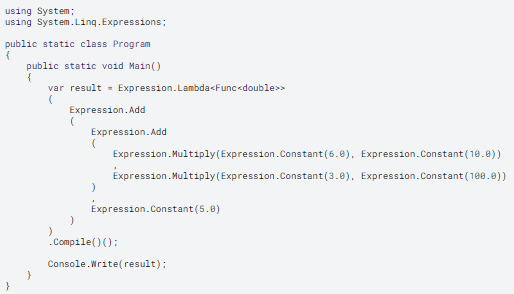 using System;
using System.Linq.Expressions;

public static class Program
{
    public static void Main()
    {
        var result = Expression.Lambda<Func<double>>
        (
            Expression.Add
            (
                Expression.Add
                (
                    Expression.Multiply(Expression.Constant(6.0), Expression.Constant(10.0))
                    ,
                    Expression.Multiply(Expression.Constant(3.0), Expression.Constant(100.0))
                )
                ,
                Expression.Constant(5.0)
            )
        )
        .Compile()();

        Console.Write(result);
    }
}